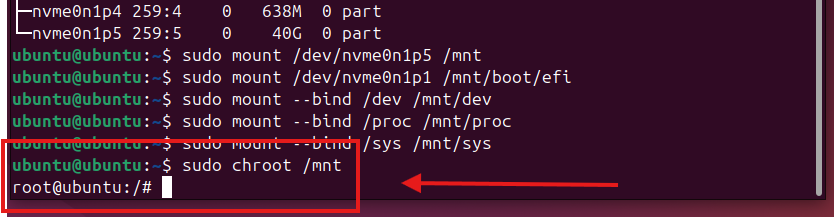 ├─nvme0n1p4 259:4    0   638M  0 part
└─nvme0n1p5 259:5    0    40G  0 part
ubuntu@ubuntu:~$ sudo mount /dev/nvme0n1p5 /mnt
ubuntu@ubuntu:~$ sudo mount /dev/nvme0n1p1 /mnt/boot/efi
ubuntu@ubuntu:~$ sudo mount --bind /dev /mnt/dev
ubuntu@ubuntu:~$ sudo mount --bind /proc /mnt/proc
ubuntu@ubuntu:~$ sudo mount --bind /sys /mnt/sys
ubuntu@ubuntu:~$ sudo chroot /mnt
root@ubuntu:/#